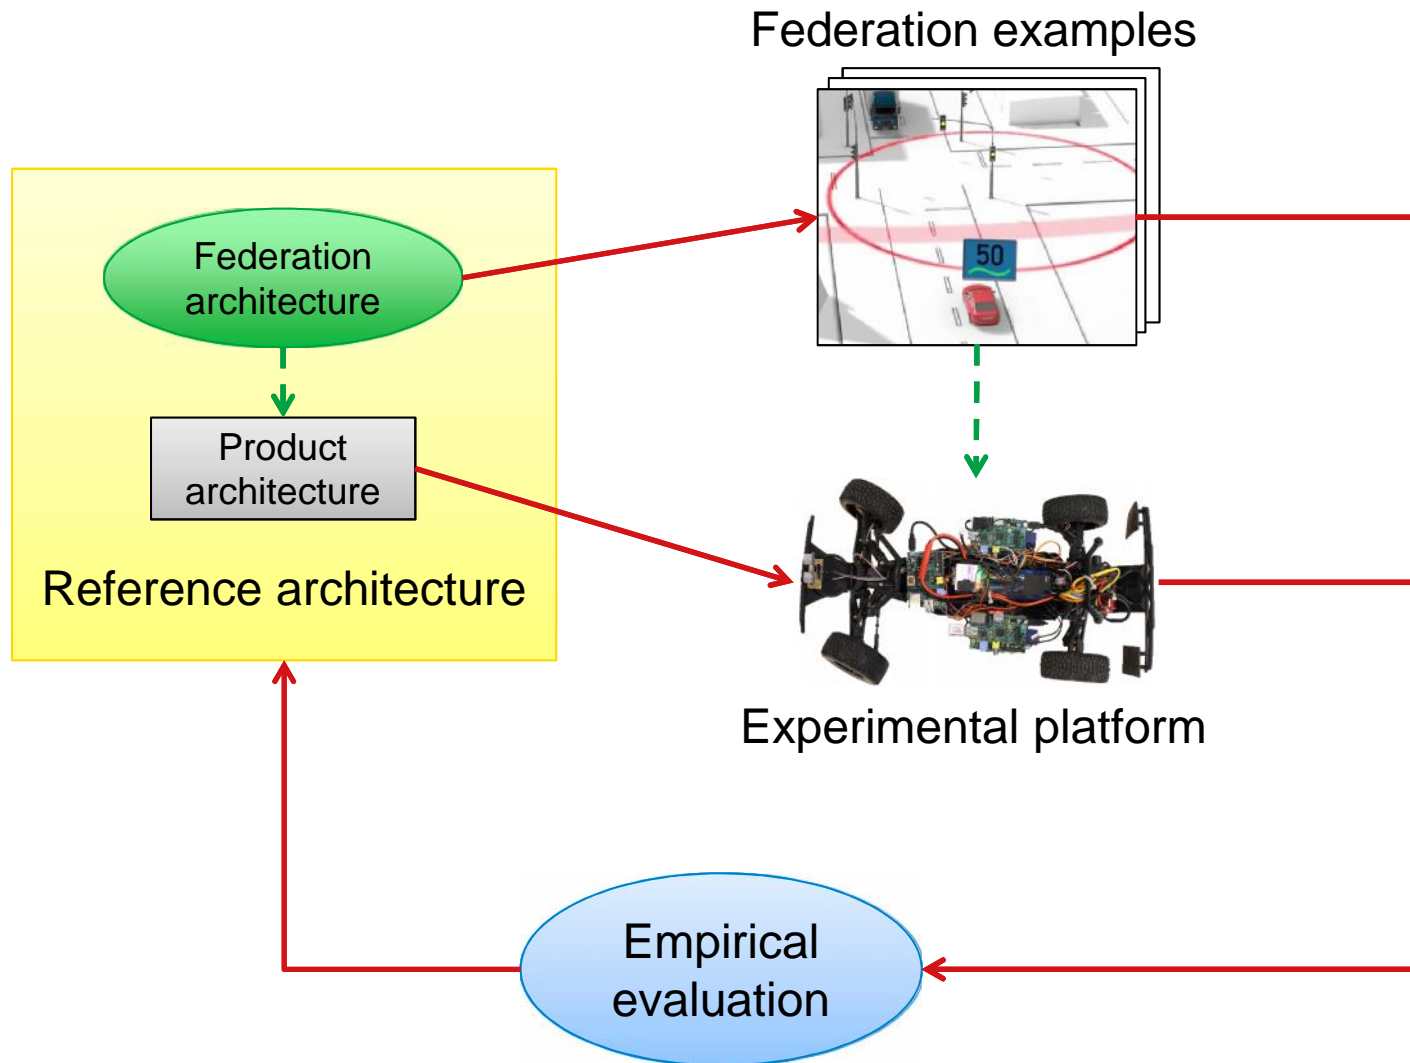 Federation examples
50
Federation
architecture
Product
architecture
Reference architecture
Experimental platform
Empirical
evaluation